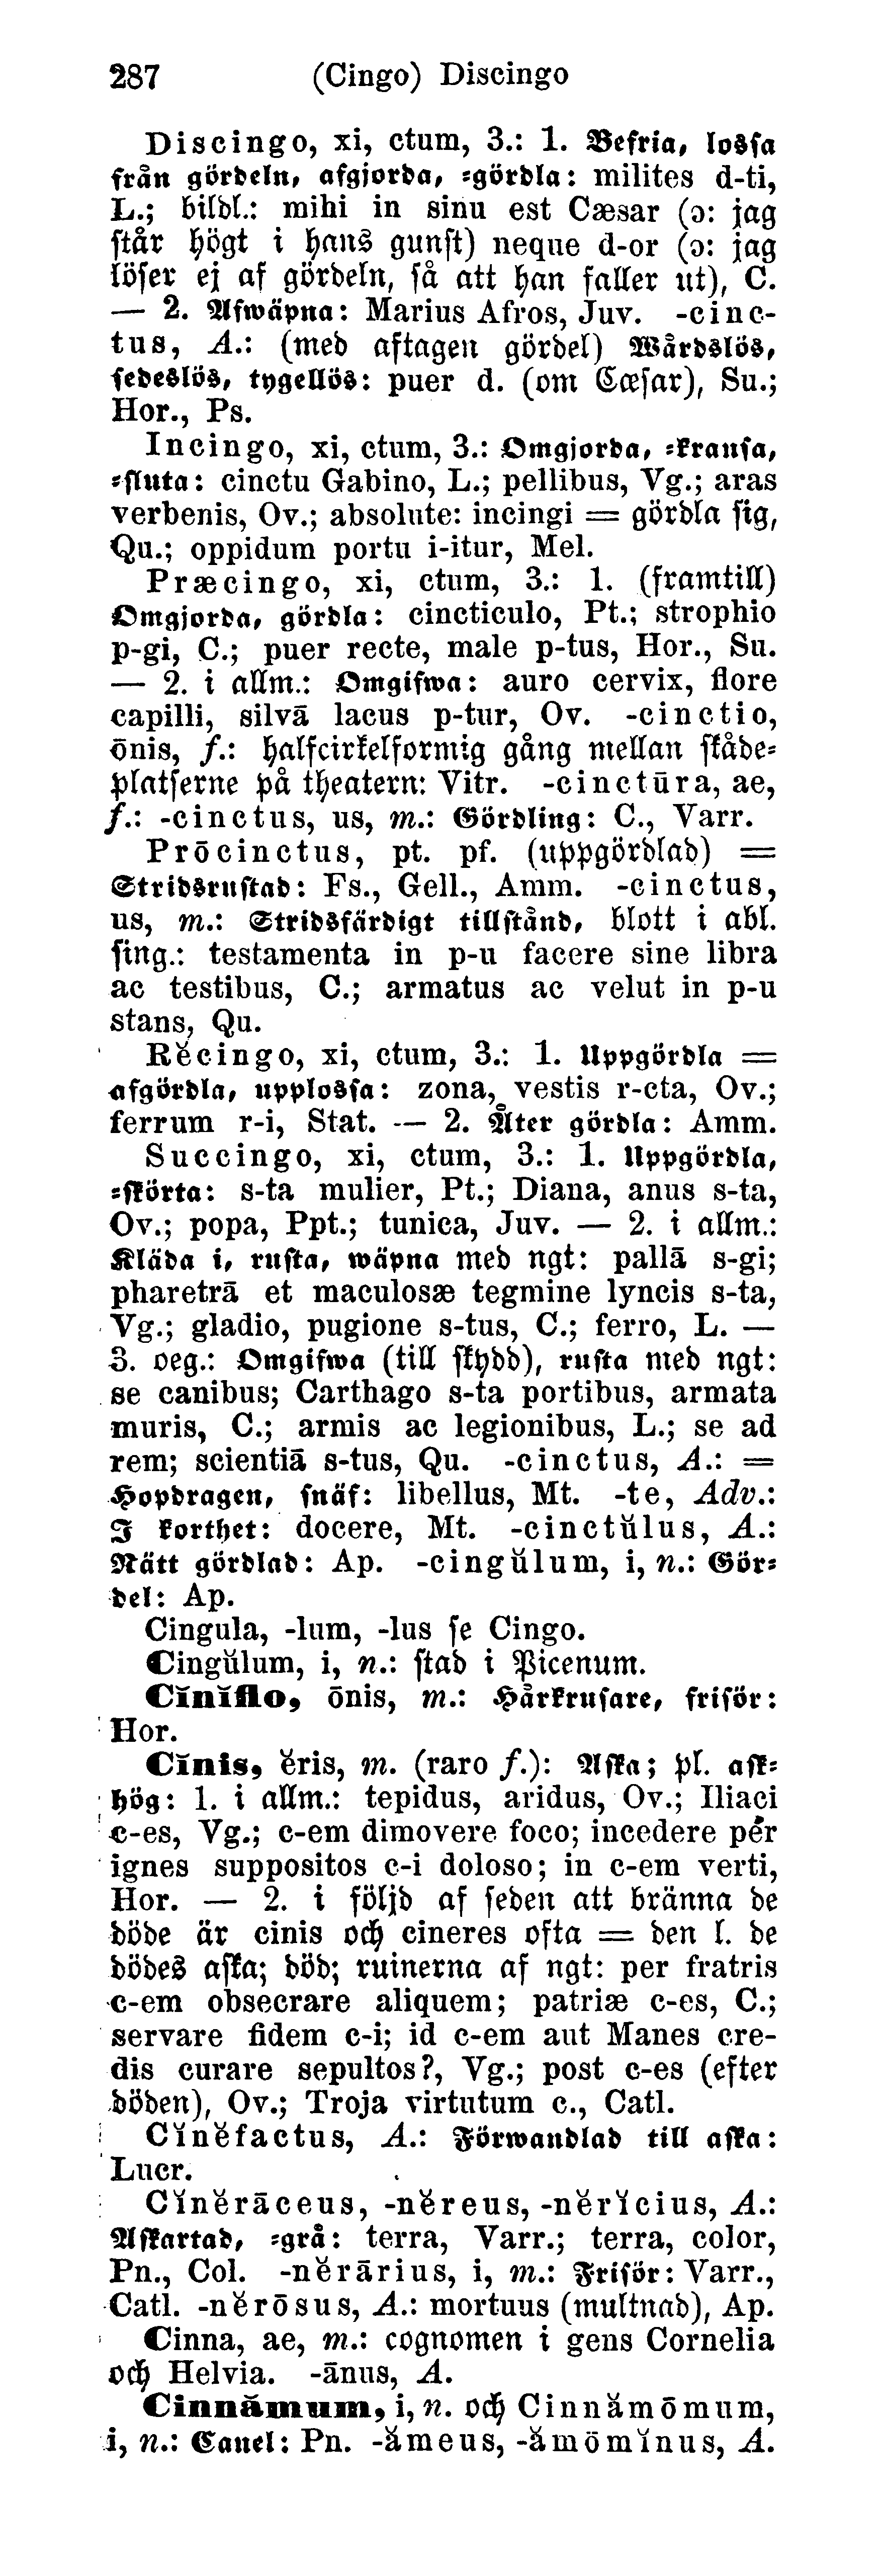 287 (Cingo) Discingo
Discingo, xi, ctum, 3.: 1. Befria, lossa
från gördeln, afgjorda, -gördla: milites d-ti,
L.; bildl.: mihi in sinu est Cæsar (ɔ: jag
står högt i hans gunst) neque d-or (ɔ: jag
löser ej af gördeln, så att han faller ut), C.
— 2. Afwäpna: Marius Afros, Juv. -cinc-
tus, A.: (med aftagen gördel) Wårdslös,
sedeslös, tygellös: puer d. (om Cæsar), Su.;
Hor., Ps.
Incingo, xi, ctum, 3.: Omgjorda, -kransa,
-sluta: cinctu Gabino, L.; pellibus, Vg.; aras
verbenis, Ov.; absolute: incingi = gördla sig,
Qu.; oppidum portu i-itur, Mel.
Præcingo, xi, ctum, 3.: 1. (framtill)
Omgjorda, gördla: cincticulo, Pt.; strophio
p-gi, C.; puer recte, male p-tus, Hor., Su.
— 2. i allm.: Omgifwa: auro cervix, flore
capilli, silvā lacus p-tur, Ov. -cinctio,
ōnis, f.: halfcirkelformig gång mellan skåde-
platserne på theatern: Vitr. -cinctūra, ae,
f.: -cinctus, us, m.: Gördling: C., Varr.
Prōcinctus, pt. pf. (uppgördlad) =
Stridsrustad: Fs., Gell., Amm. -cinctus,
us, m.: Stridsfärdigt tillstånd, blott i abl.
sing.: testamenta in p-u facere sine libra
ac testibus, C.; armatus ac velut in p-u
stans, Qu.
Rĕcingo, xi, ctum, 3.: 1. Uppgördla =
afgördla, upplossa: zona, vestis r-cta, Ov.;
ferrum r-i, Stat. — 2. Åter gördla: Amm.
Succingo, xi, ctum, 3.: 1. Uppgördla,
-skörta: s-ta mulier, Pt.; Diana, anus s-ta,
Ov.; popa, Ppt.; tunica, Juv. — 2. i allm.:
Kläda i, rusta, wäpna med ngt: pallā s-gi;
pharetrā et maculosæ tegmine lyncis s-ta,
Vg.; gladio, pugione s-tus, C.; ferro, L. —
3. oeg.: Omgifwa (till skydd), rusta med ngt:
se canibus; Carthago s-ta portibus, armata
muris, C.; armis ac legionibus, L.; se ad
rem; scientiā s-tus, Qu. -cinctus, A.: =
Hopdragen, snäf: libellus, Mt. -te, Adv.:
I korthet: docere, Mt. -cinctŭlus, A.:
Nätt gördlad: Ap. -cingŭlum, i, n.: Gör-
del: Ap.
Cingula, -lum, -lus se Cingo.
Cingŭlum, i, n.: stad i Picenum.
Cĭnĭflo, ōnis, m.: Hårkrusare, frisör:
Hor.
Cĭnis, ĕris, m. (raro f.): Aska; pl. ask-
hög: 1. i allm.: tepidus, aridus, Ov.; Iliaci
c-es, Vg.; c-em dimovere foco; incedere per
ignes suppositos c-i doloso; in c-em verti,
Hor. — 2. i följd af seden att bränna de
döde är cinis och cineres ofta = den l. de
dödes aska; död; ruinerna af ngt: per fratris
c-em obsecrare aliquem; patriæ c-es, C.;
servare fidem c-i; id c-em aut Manes cre-
dis curare sepultos?, Vg.; post c-es (efter
döden), Ov.; Troja virtutum c., Catl.
Cĭnĕfactus, A.: Förwandlad till aska:
Lucr.
Cĭnĕrāceus, -nĕreus, -nĕrĭcius, A.:
Askartad, -grå: terra, Varr.; terra, color,
Pn., Col. -nĕrārius, i, m.: Frisör: Varr.,
Catl. -nĕrōsus, A.: mortuus (multnad), Ap.
Cinna, ae, m.: cognomen i gens Cornelia
och Helvia. -ānus, A.
Cinnămum, i, n. och Cinnămōmum,
i, n.: Canel: Pn. -ămeus, -ămōmĭnus, A.